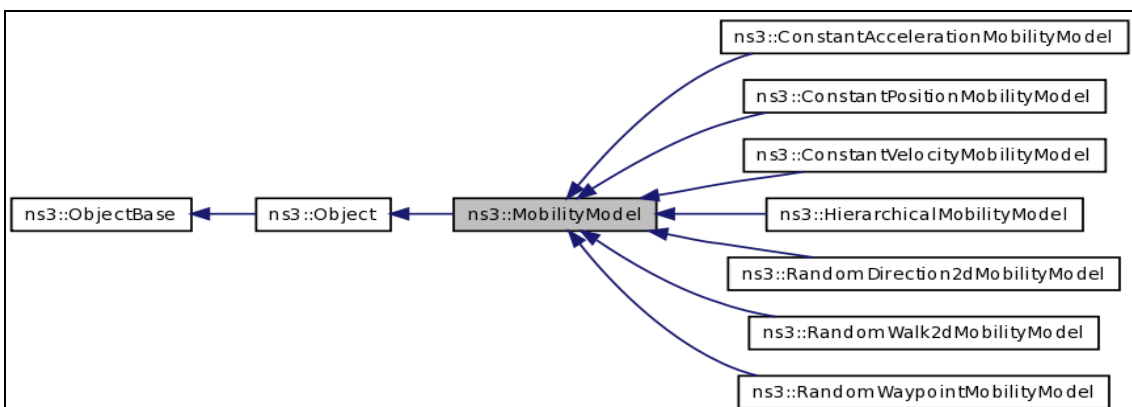 ns3::ConstantAccelerationMobilityModel
ns3::ConstantPositionMobilityModel
ns3::ConstantVelocityMobilityModel
ns3::ObjectBase
ns3::Object
ns3::MobilityModel
ns3::HierarchicalMobilityModel
ns3::RandomDirection2dMobilityModel
ns3::RandomWalk2dMobilityModel
ns3::RandomWaypointMobilityModel